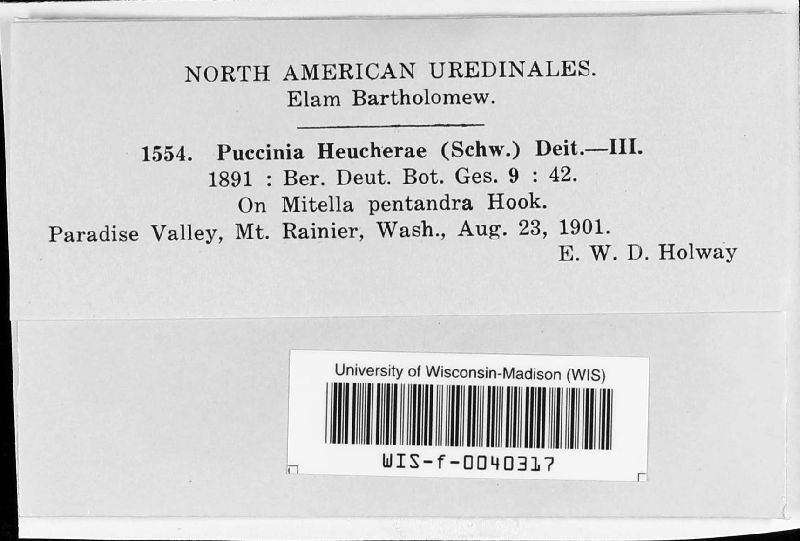 NORTH AMERICAN UREDINALES.
Elam Bartholomew.
1554. Puccinia Heucherae (Schw.) Deit.—III.
1891 : Ber. Deut. Bot. Ges. 9 : 42.
On Mitella pentandra Hook.
Paradise Valley, Mt. Rainier, Wash., Aug. 23, 1901.
E. W. D. Holway
University of Wisconsin-Madison (WIS)
WIS-f-0040317